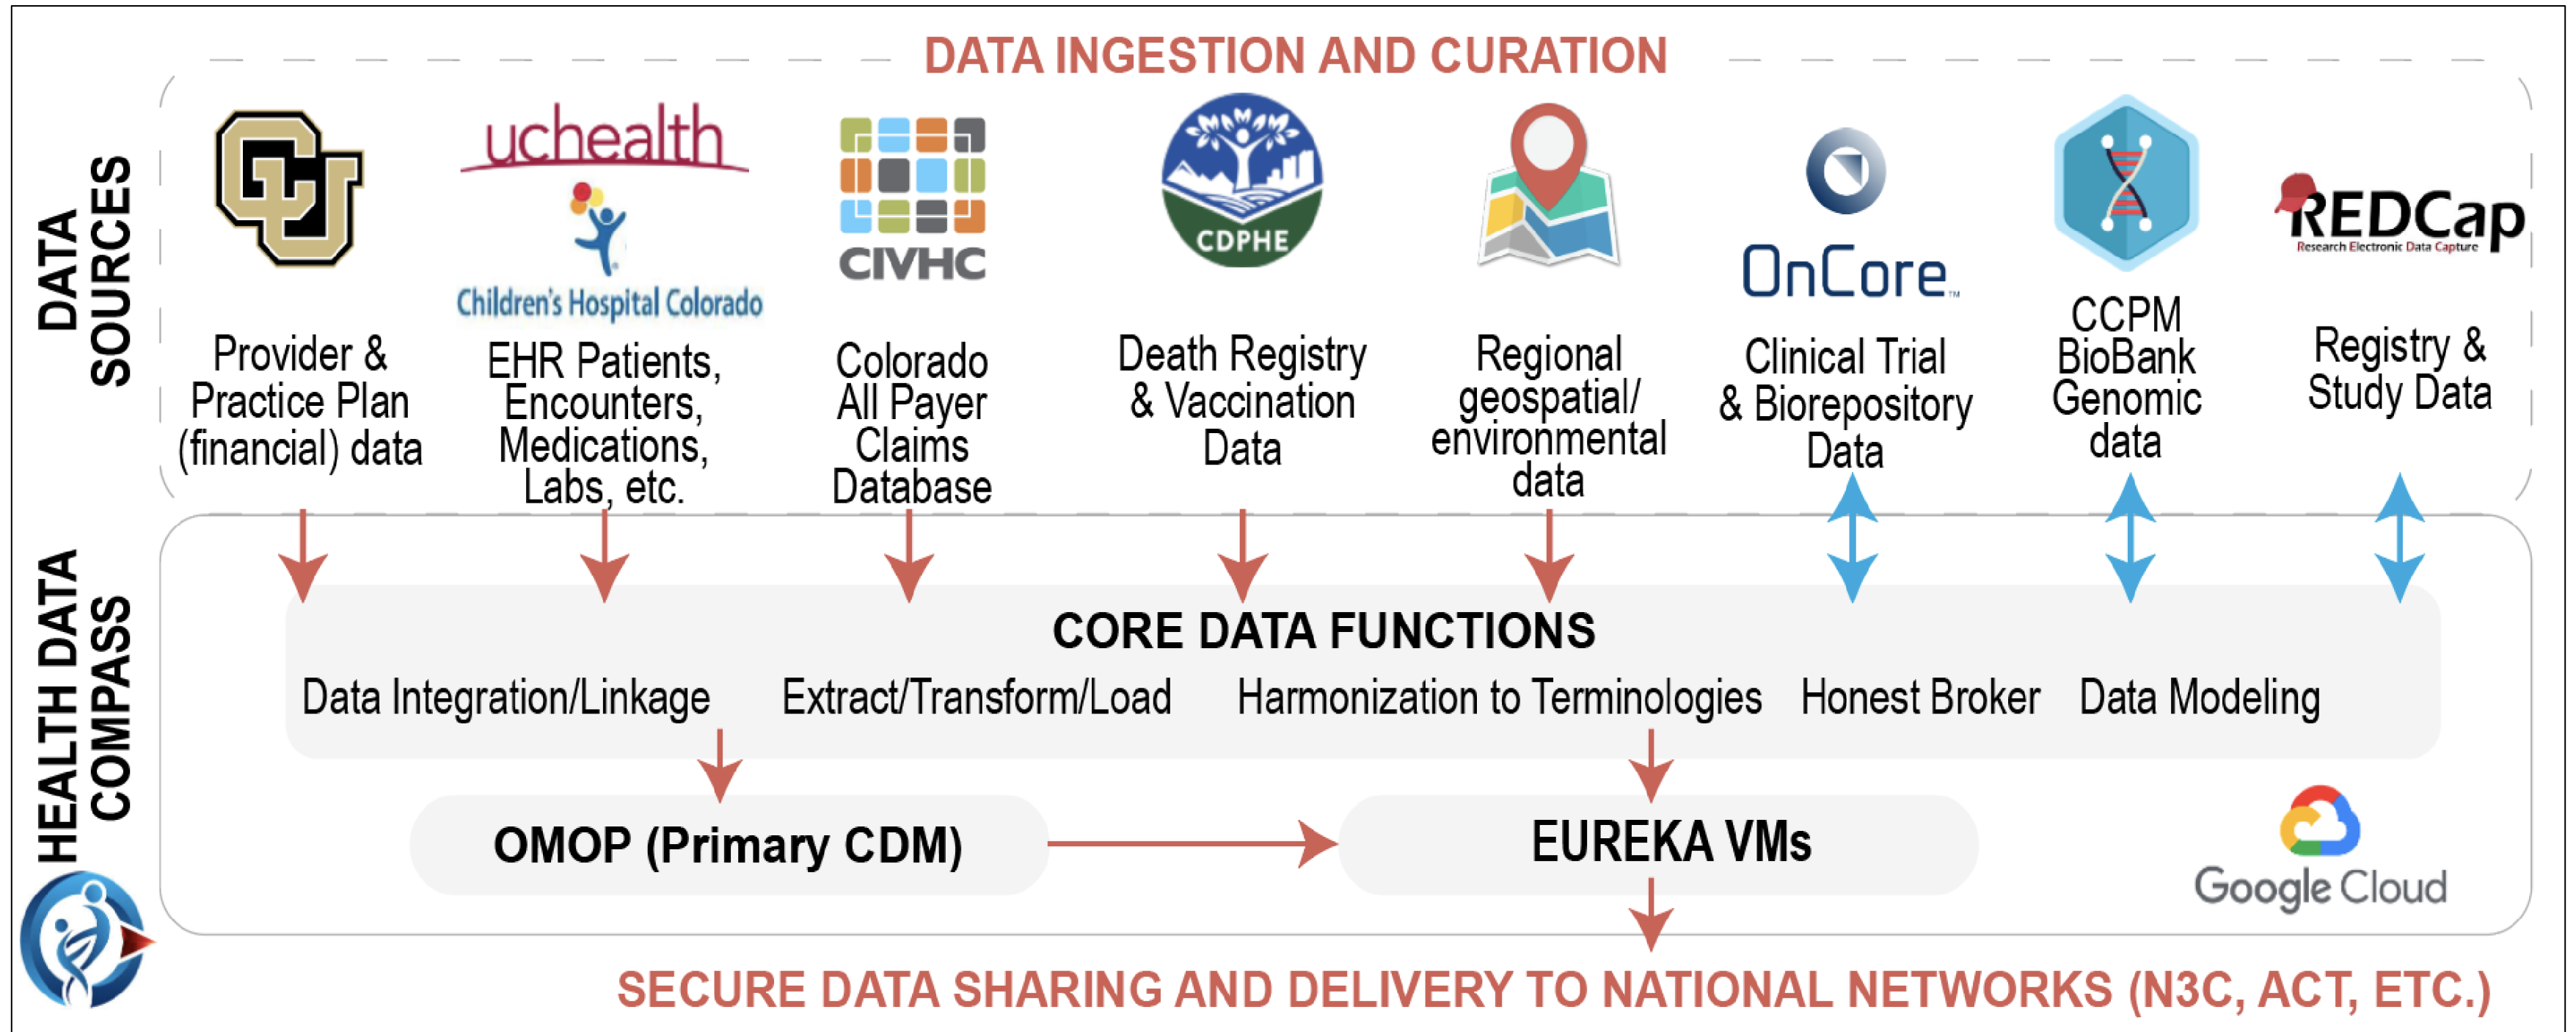 DATA INGESTION AND CURATION
DATA
SOURCES
CU
Provider &
Practice Plan
(financial) data
uchealth
Children's Hospital Colorado
EHR Patients,
Encounters,
Medications,
Labs, etc.
CIVHC
Colorado
All Payer
Claims
Database
CDPHE
Death Registry
& Vaccination
Data
Regional
geospatial/
environmental
data
OnCore™
Clinical Trial
& Biorepository
Data
CCPM
BioBank
Genomic
data
REDCap
Research Electronic Data Capture
Registry &
Study Data
HEALTH DATA
COMPASS
CORE DATA FUNCTIONS
Data Integration/Linkage Extract/Transform/Load Harmonization to Terminologies Honest Broker Data Modeling
OMOP (Primary CDM)
EUREKA VMs
Google Cloud
SECURE DATA SHARING AND DELIVERY TO NATIONAL NETWORKS (N3C, ACT, ETC.)